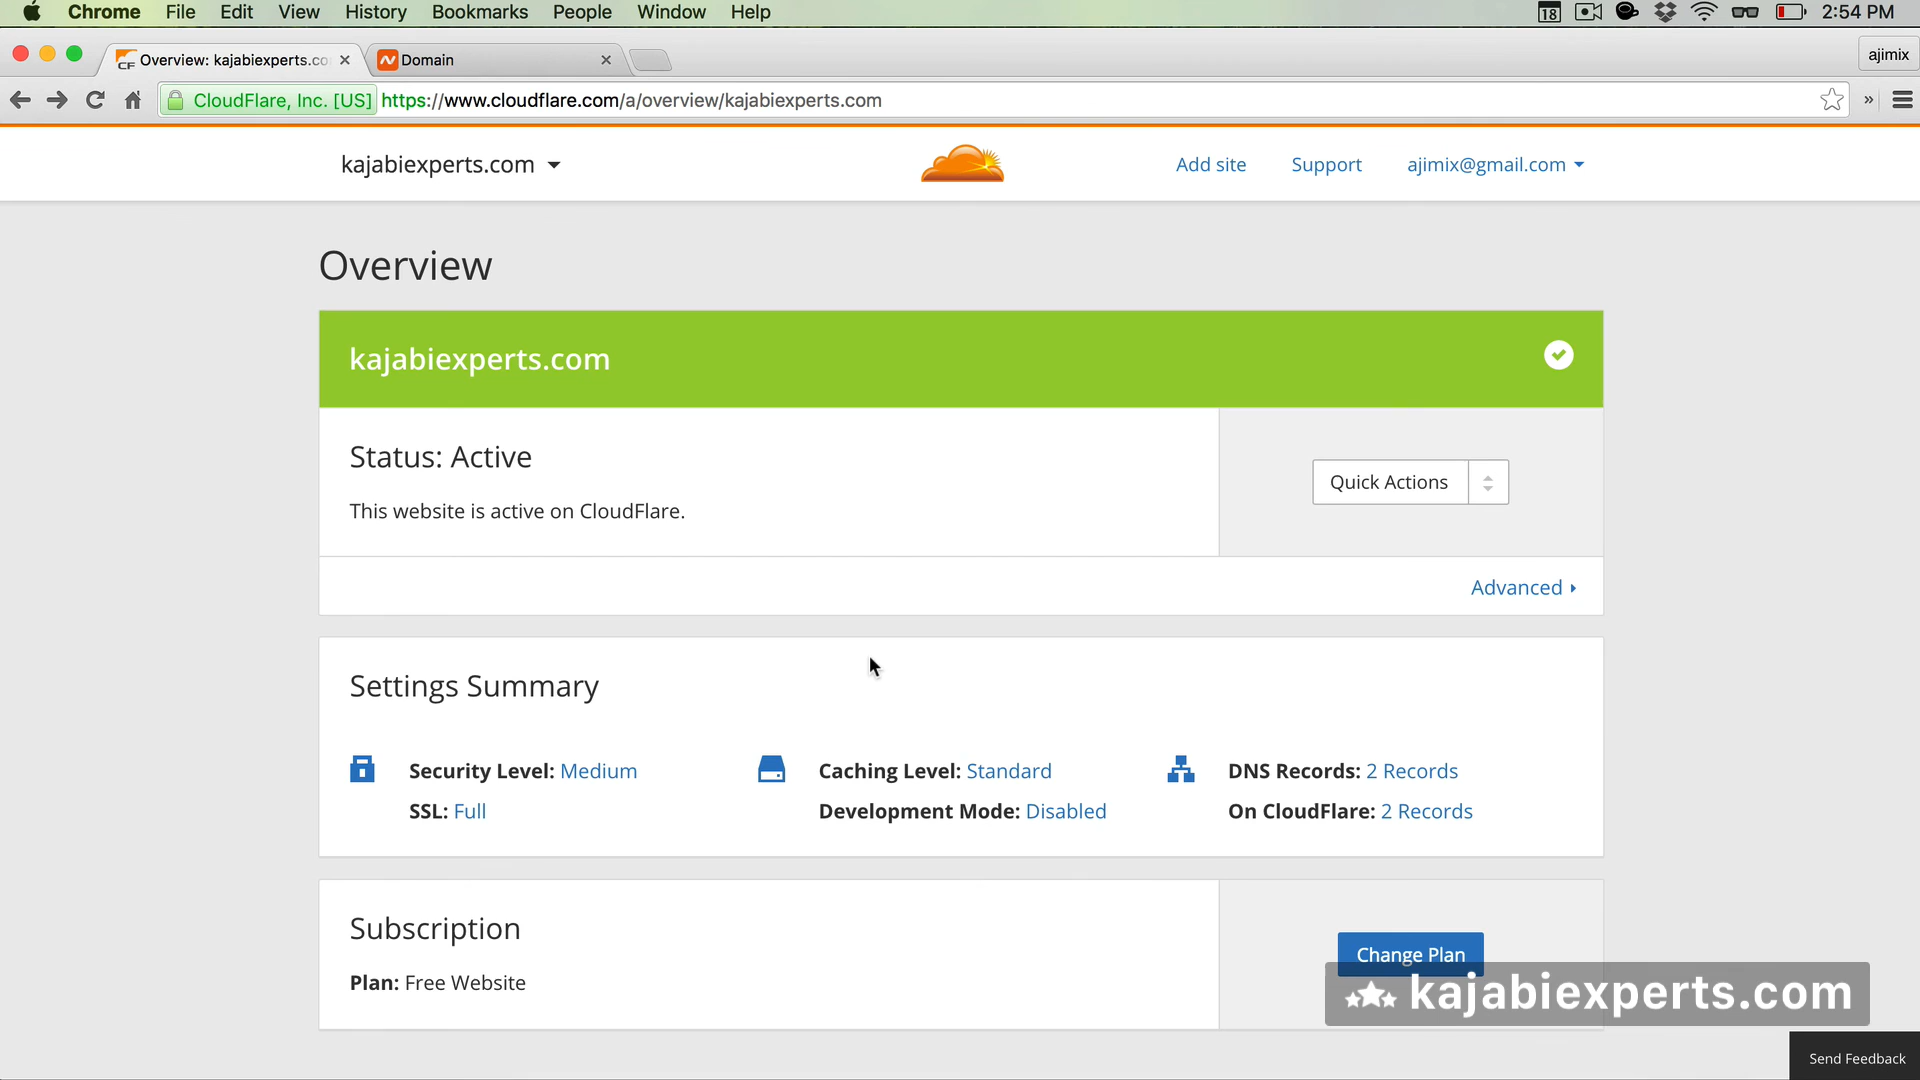 Chrome File Edit View History Bookmarks People Window Help 18 2:54 PM
CF Overview: kajabiexperts.co Domain ajimix
CloudFlare, Inc. [US] https://www.cloudflare.com/a/overview/kajabiexperts.com »
kajabiexperts.com Add site Support ajimix@gmail.com
Overview
kajabiexperts.com
Status: Active
This website is active on CloudFlare.
Quick Actions
Advanced
Settings Summary
Security Level: Medium Caching Level: Standard DNS Records: 2 Records
SSL: Full Development Mode: Disabled On CloudFlare: 2 Records
Subscription
Plan: Free Website
Change Plan
kajabiexperts.com
Send Feedback